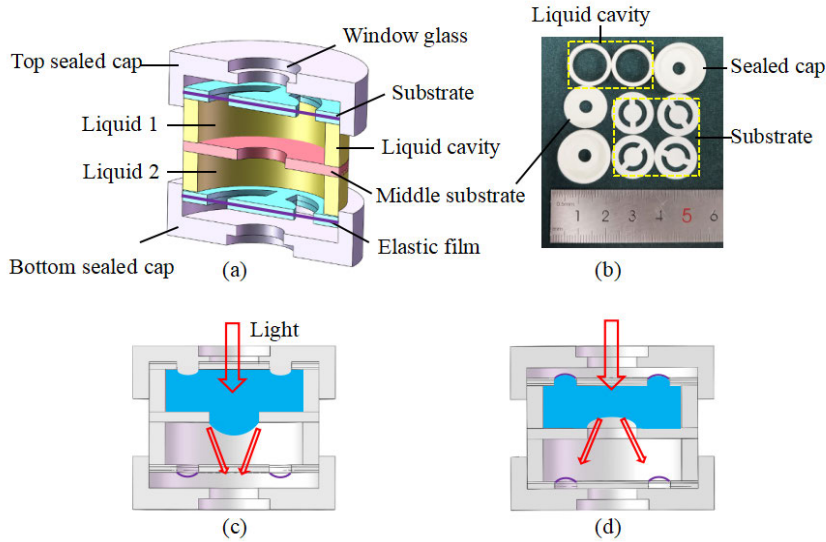 Window glass
Top sealed cap
Substrate
Liquid 1
Liquid cavity
Liquid 2
Middle substrate
Elastic film
Bottom sealed cap
(a)
Liquid cavity
Sealed cap
Substrate
1 2 3 4 5 6
(b)
Light
(c)
(d)